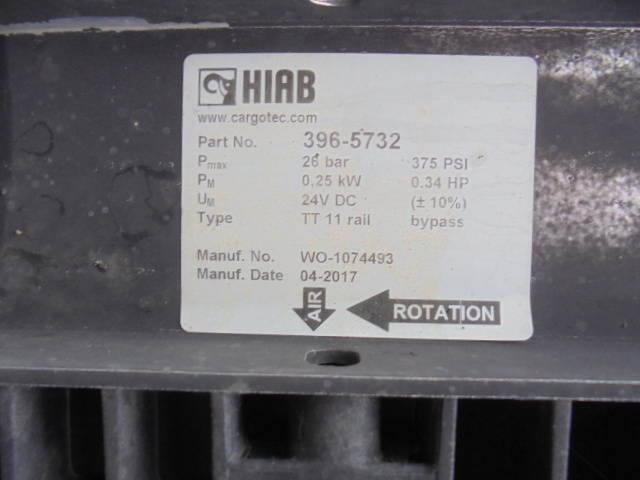 HIAB
www.cargotec.com
Part No. 396-5732
Pmax 26 bar 375 PSI
PM 0,25 kW 0.34 HP
UM 24V DC (±10%)
Type TT 11 rail bypass
Manuf. No. WO-1074493
Manuf. Date 04-2017
AIR ROTATION